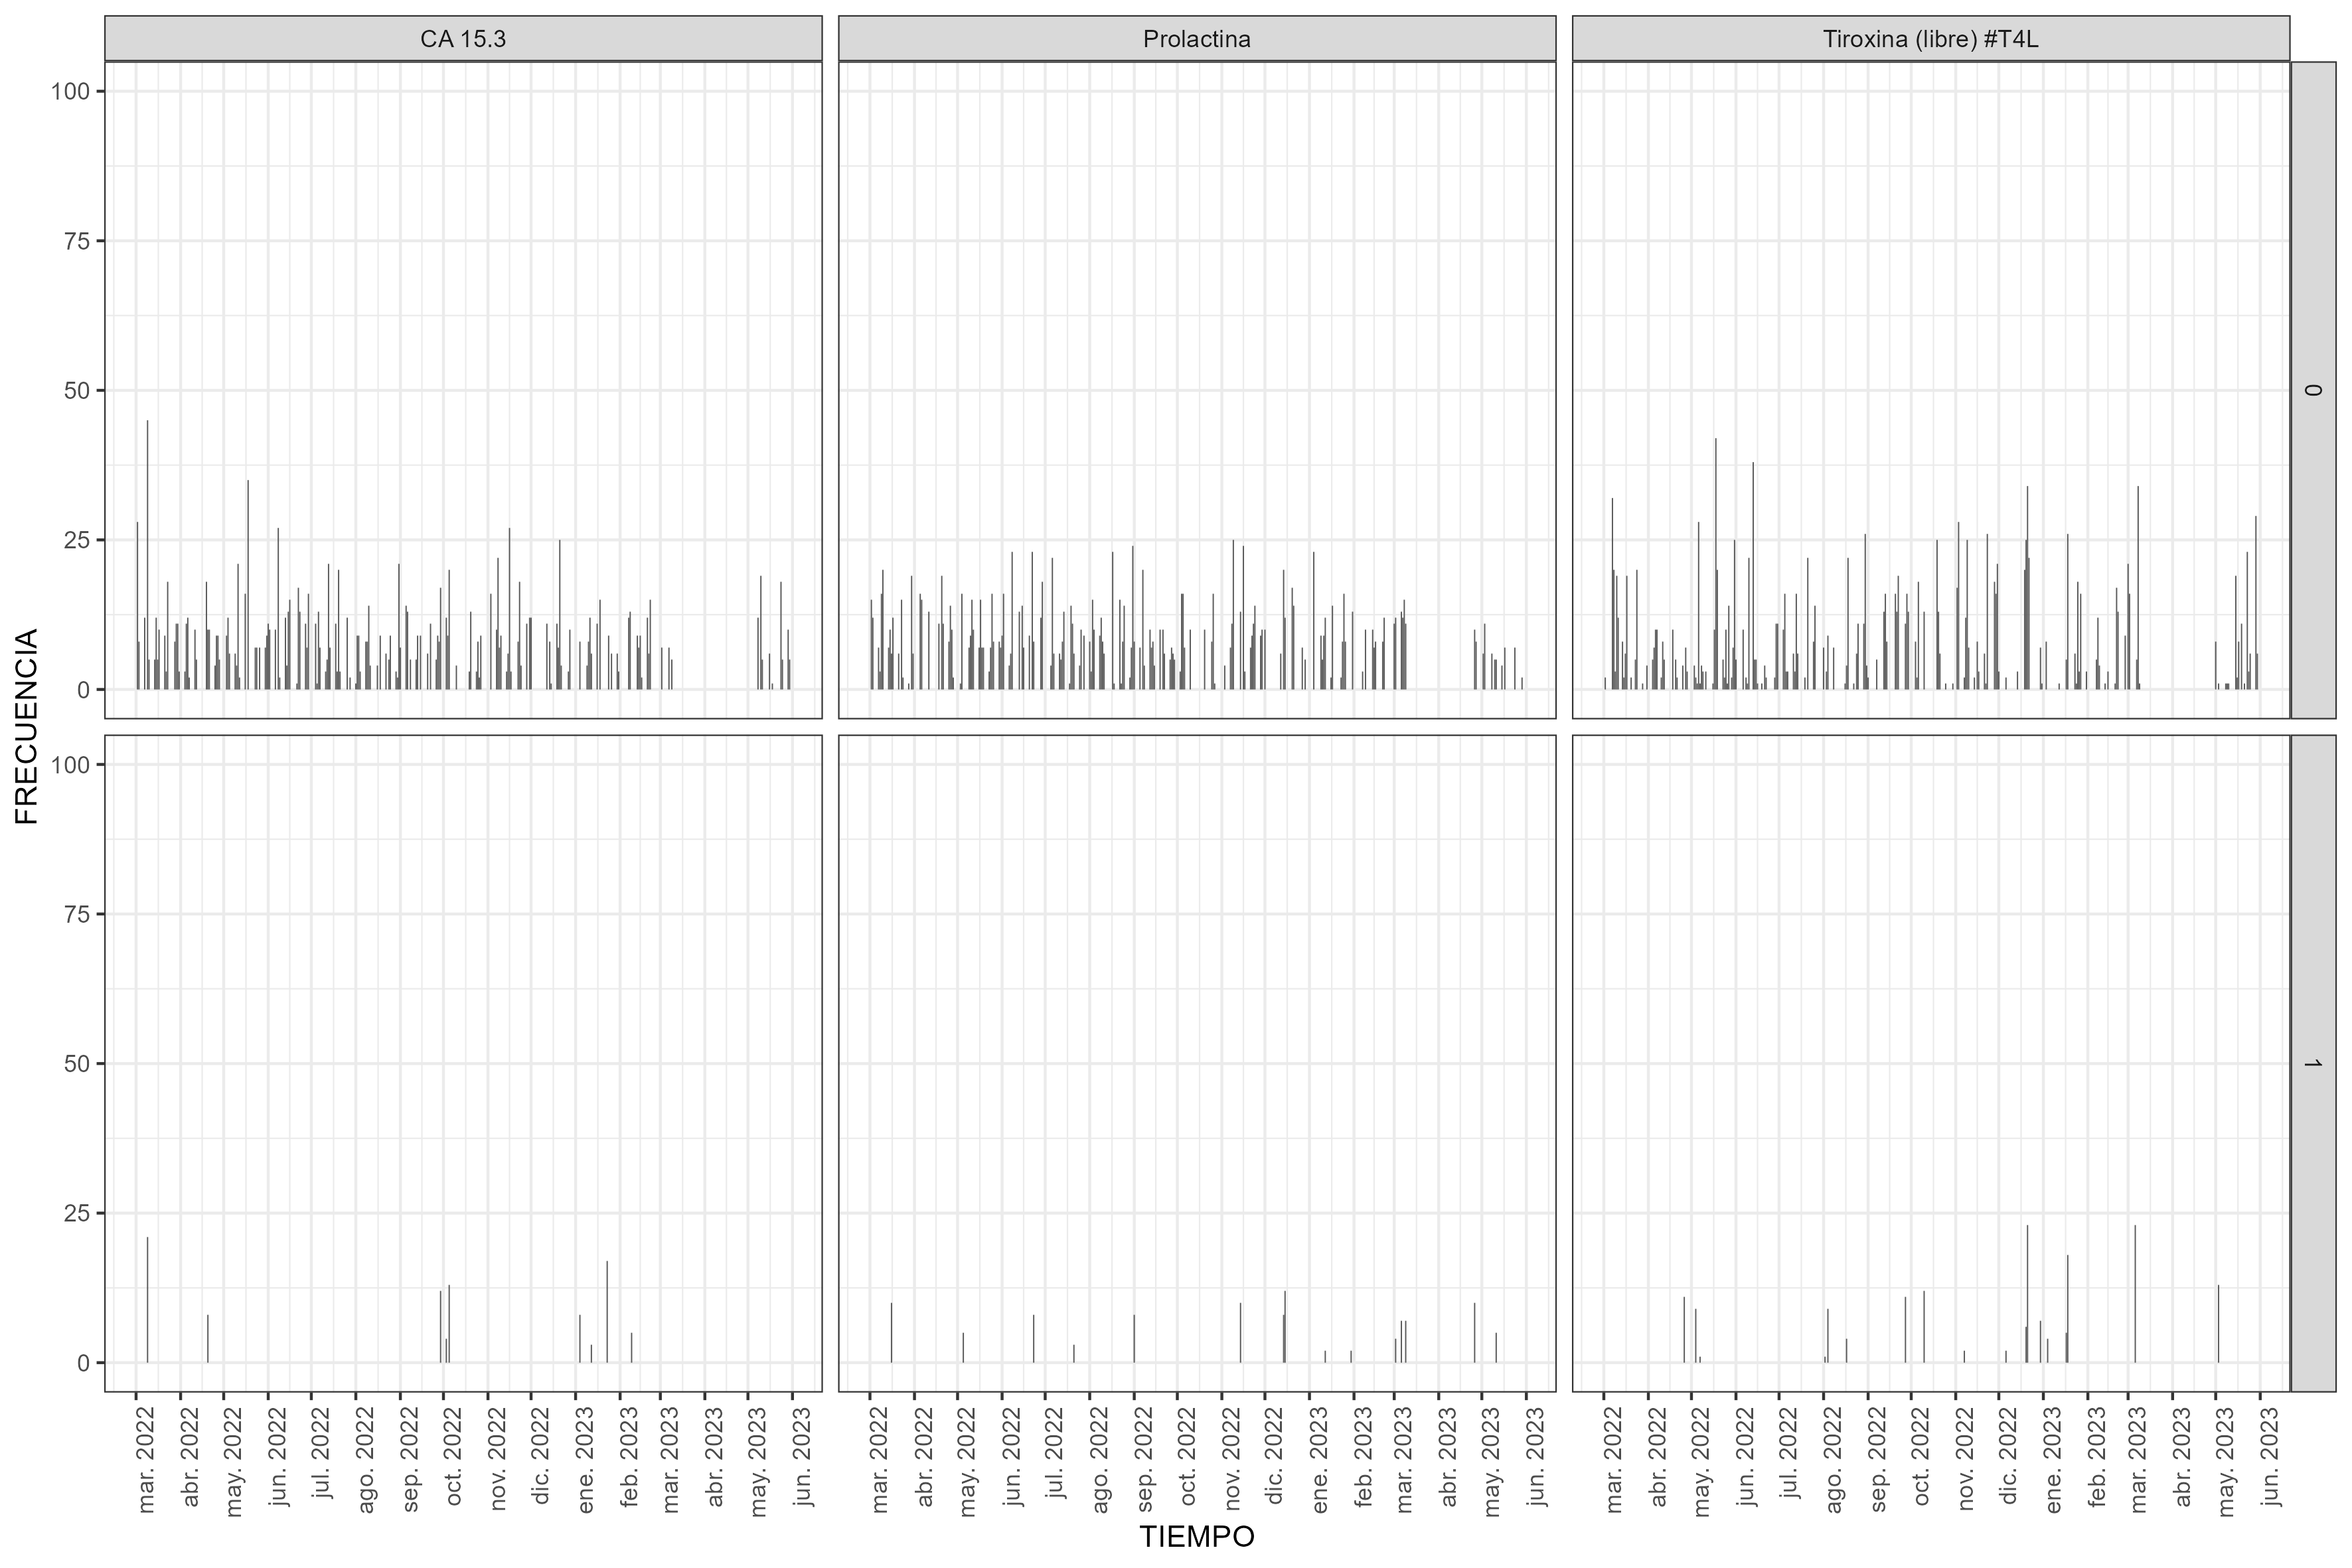 CA 15.3
Prolactina
Tiroxina (libre) #T4L
FRECUENCIA
100
75
50
25
0
0
100
75
50
25
0
1
mar. 2022
abr. 2022
may. 2022
jun. 2022
jul. 2022
ago. 2022
sep. 2022
oct. 2022
nov. 2022
dic. 2022
ene. 2023
feb. 2023
mar. 2023
abr. 2023
may. 2023
jun. 2023
mar. 2022
abr. 2022
may. 2022
jun. 2022
jul. 2022
ago. 2022
sep. 2022
oct. 2022
nov. 2022
dic. 2022
ene. 2023
feb. 2023
mar. 2023
abr. 2023
may. 2023
jun. 2023
mar. 2022
abr. 2022
may. 2022
jun. 2022
jul. 2022
ago. 2022
sep. 2022
oct. 2022
nov. 2022
dic. 2022
ene. 2023
feb. 2023
mar. 2023
abr. 2023
may. 2023
jun. 2023
TIEMPO